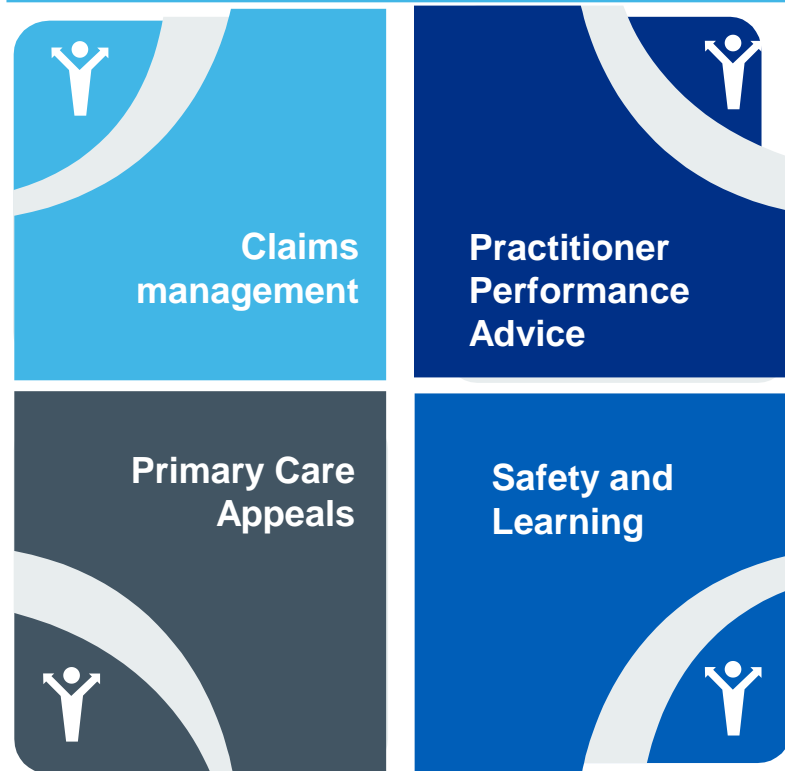 Claims
management
Practitioner
Performance
Advice
Primary Care
Appeals
Safety and
Learning